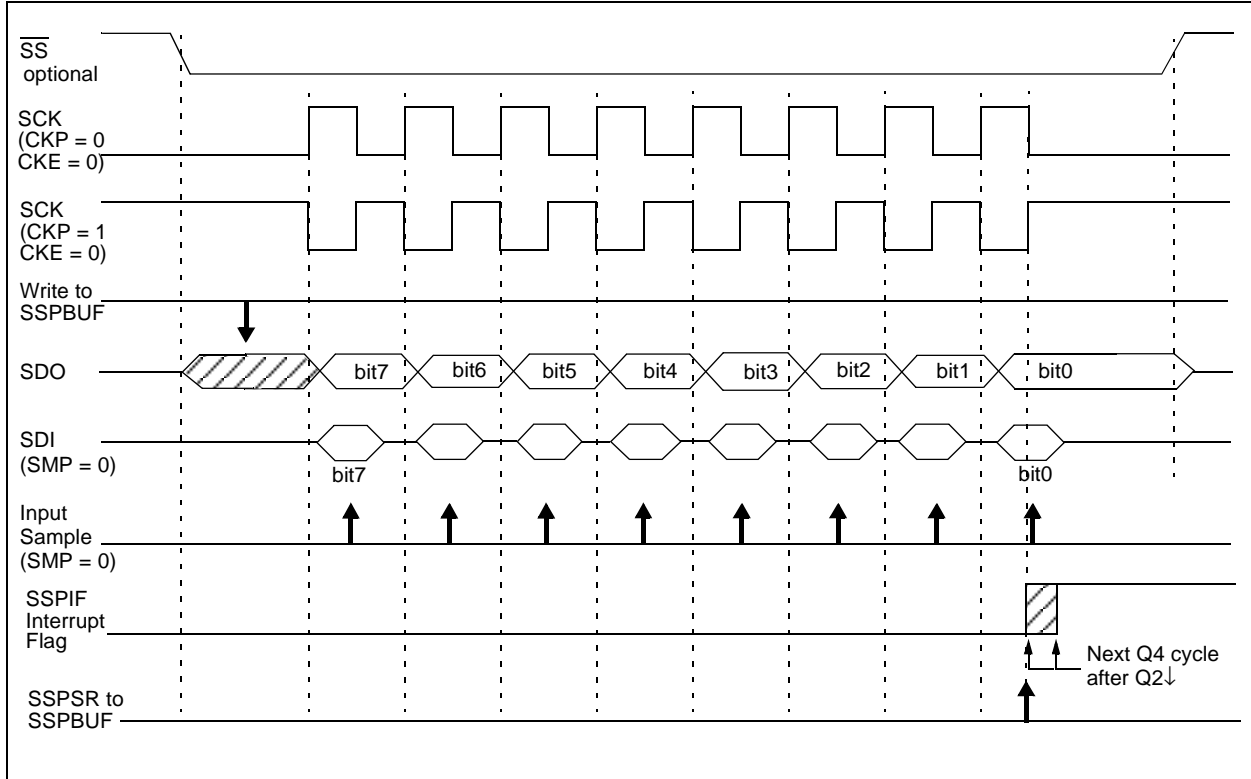 SS
optional
SCK
(CKP = 0
CKE = 0)
SCK
(CKP = 1
CKE = 0)
Write to
SSPBUF
SDO
bit7 bit6 bit5 bit4 bit3 bit2 bit1 bit0
SDI
(SMP = 0)
bit7 bit0
Input
Sample
(SMP = 0)
SSPIF
Interrupt
Flag
Next Q4 cycle
after Q2↓
SSPSR to
SSPBUF